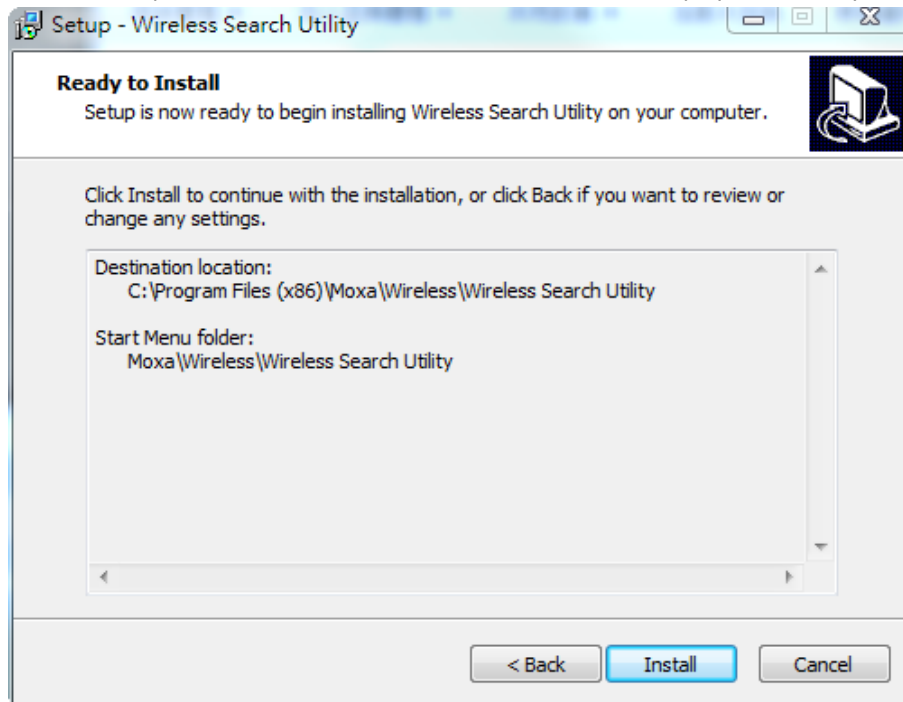 Setup - Wireless Search Utility
Ready to Install
Setup is now ready to begin installing Wireless Search Utility on your computer.
Click Install to continue with the installation, or click Back if you want to review or
change any settings.
Destination location:
C:\Program Files (x86)\Moxa\Wireless\Wireless Search Utility
Start Menu folder:
Moxa\Wireless\Wireless Search Utility
< Back Install Cancel